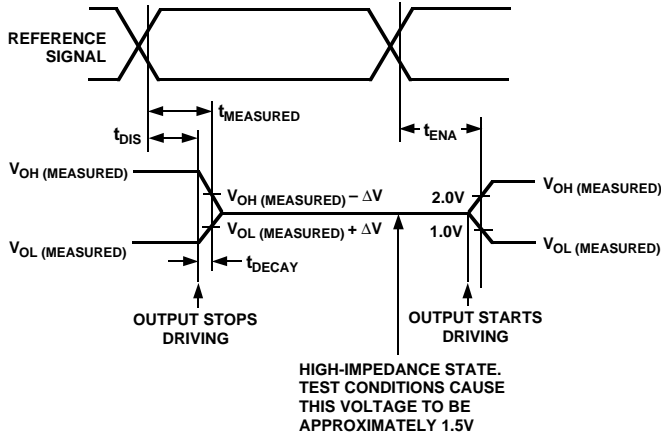 REFERENCE
SIGNAL
tMEASURED
tDIS
tENA
VOH (MEASURED)
VOH (MEASURED) – ΔV
2.0V
VOH (MEASURED)
VOL (MEASURED)
VOL (MEASURED) + ΔV
1.0V
VOL (MEASURED)
tDECAY
OUTPUT STOPS
DRIVING
OUTPUT STARTS
DRIVING
HIGH-IMPEDANCE STATE.
TEST CONDITIONS CAUSE
THIS VOLTAGE TO BE
APPROXIMATELY 1.5V